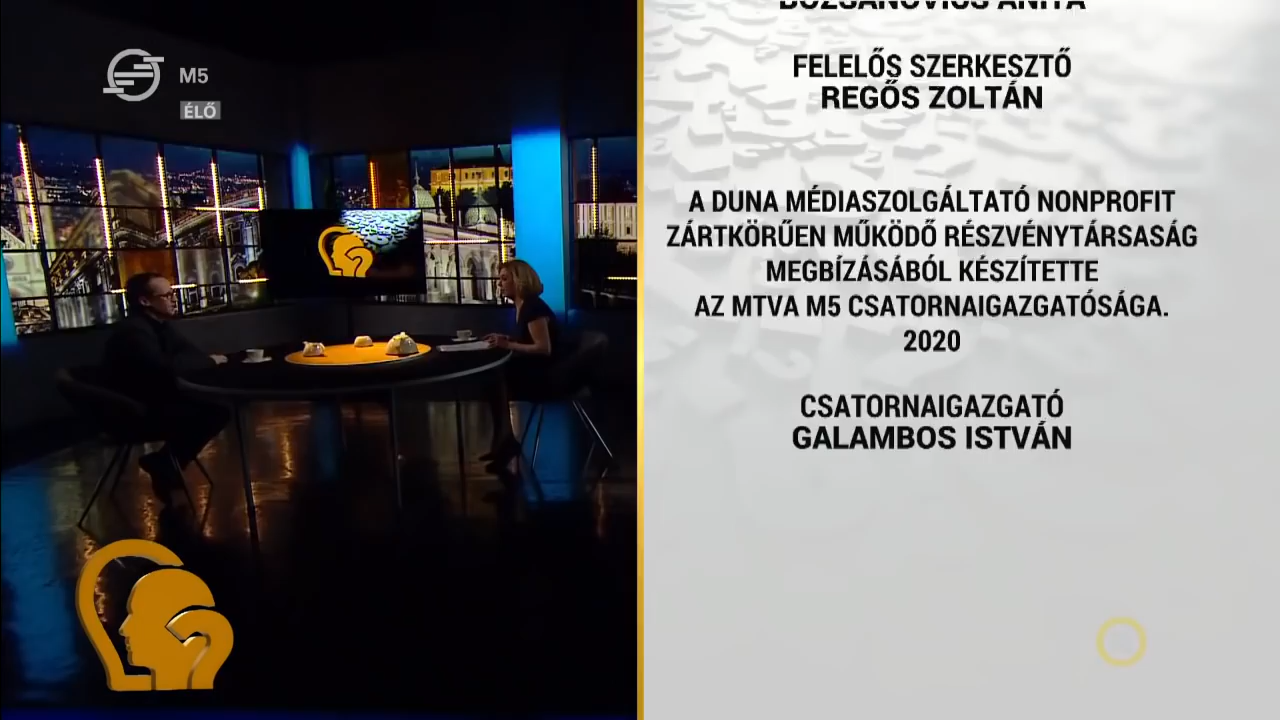 M5
ÉLŐ
FELELŐS SZERKESZTŐ
REGŐS ZOLTÁN
A DUNA MÉDIASZOLGÁLTATÓ NONPROFIT
ZÁRTKÖRŰEN MŰKÖDŐ RÉSZVÉNYTÁRSASÁG
MEGBÍZÁSÁBÓL KÉSZÍTETTE
AZ MTVA M5 CSATORNAIGAZGATÓSÁGA.
2020
CSATORNAIGAZGATÓ
GALAMBOS ISTVÁN